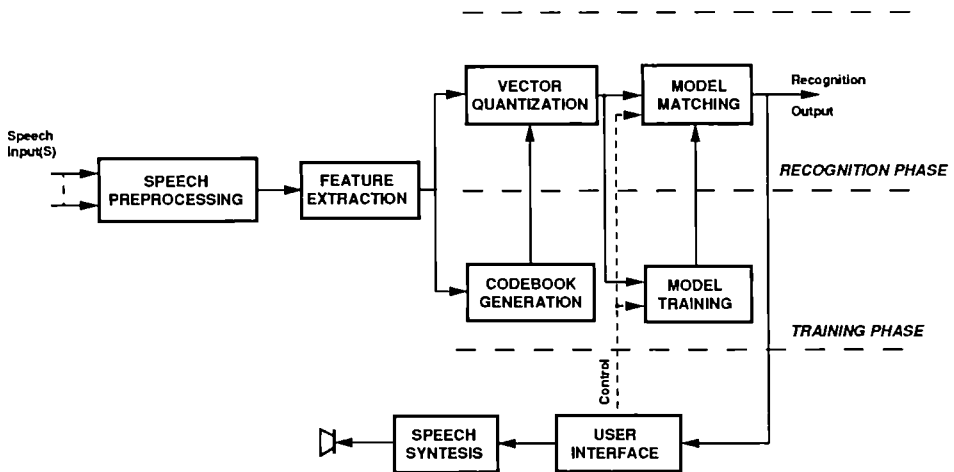 VECTOR
QUANTIZATION
MODEL
MATCHING
Recognition
Output
Speech
Input(S)
SPEECH
PREPROCESSING
FEATURE
EXTRACTION
RECOGNITION PHASE
CODEBOOK
GENERATION
MODEL
TRAINING
TRAINING PHASE
Control
SPEECH
SYNTESIS
USER
INTERFACE